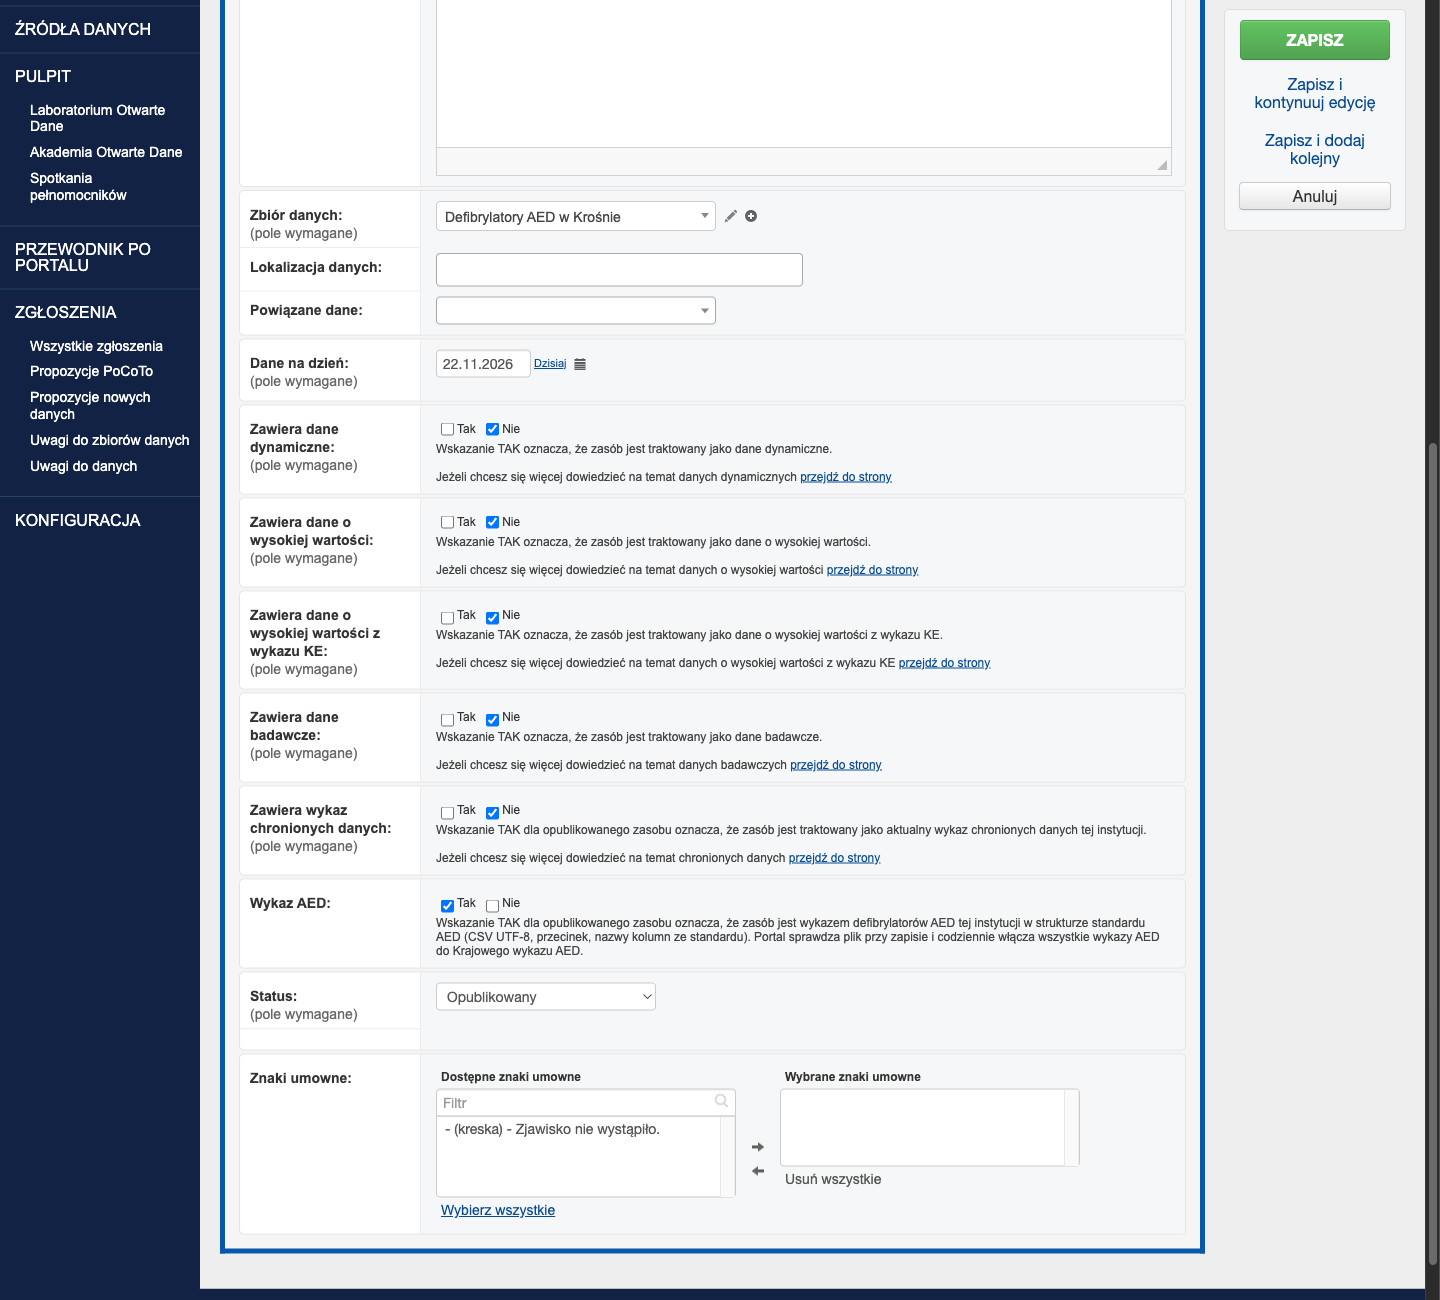 ŹRÓDŁA DANYCH
PULPIT
Laboratorium Otwarte
Dane
Akademia Otwarte Dane
Spotkania
pełnomocników
PRZEWODNIK PO
PORTALU
ZGŁOSZENIA
Wszystkie zgłoszenia
Propozycje PoCoTo
Propozycje nowych
danych
Uwagi do zbiorów danych
Uwagi do danych
KONFIGURACJA
Zbiór danych:
(pole wymagane)
Defibrylatory AED w Krośnie
Lokalizacja danych:
Powiązane dane:
Dane na dzień:
(pole wymagane)
22.11.2026 Dzisiaj
Zawiera dane
dynamiczne:
(pole wymagane)
Tak Nie
Wskazanie TAK oznacza, że zasób jest traktowany jako dane dynamiczne.
Jeżeli chcesz się więcej dowiedzieć na temat danych dynamicznych przejdź do strony
Zawiera dane o
wysokiej wartości:
(pole wymagane)
Tak Nie
Wskazanie TAK oznacza, że zasób jest traktowany jako dane o wysokiej wartości.
Jeżeli chcesz się więcej dowiedzieć na temat danych o wysokiej wartości przejdź do strony
Zawiera dane o
wysokiej wartości z
wykazu KE:
(pole wymagane)
Tak Nie
Wskazanie TAK oznacza, że zasób jest traktowany jako dane o wysokiej wartości z wykazu KE.
Jeżeli chcesz się więcej dowiedzieć na temat danych o wysokiej wartości z wykazu KE przejdź do strony
Zawiera dane
badawcze:
(pole wymagane)
Tak Nie
Wskazanie TAK oznacza, że zasób jest traktowany jako dane badawcze.
Jeżeli chcesz się więcej dowiedzieć na temat danych badawczych przejdź do strony
Zawiera wykaz
chronionych danych:
(pole wymagane)
Tak Nie
Wskazanie TAK dla opublikowanego zasobu oznacza, że zasób jest traktowany jako aktualny wykaz chronionych danych tej instytucji.
Jeżeli chcesz się więcej dowiedzieć na temat chronionych danych przejdź do strony
Wykaz AED:
Tak Nie
Wskazanie TAK dla opublikowanego zasobu oznacza, że zasób jest wykazem defibrylatorów AED tej instytucji w strukturze standardu
AED (CSV UTF-8, przecinek, nazwy kolumn ze standardu). Portal sprawdza plik przy zapisie i codziennie włącza wszystkie wykazy AED
do Krajowego wykazu AED.
Status:
(pole wymagane)
Opublikowany
Znaki umowne:
Dostępne znaki umowne
Filtr
- (kreska) - Zjawisko nie wystąpiło.
Wybierz wszystkie
Wybrane znaki umowne
Usuń wszystkie
ZAPISZ
Zapisz i
kontynuuj edycję
Zapisz i dodaj
kolejny
Anuluj